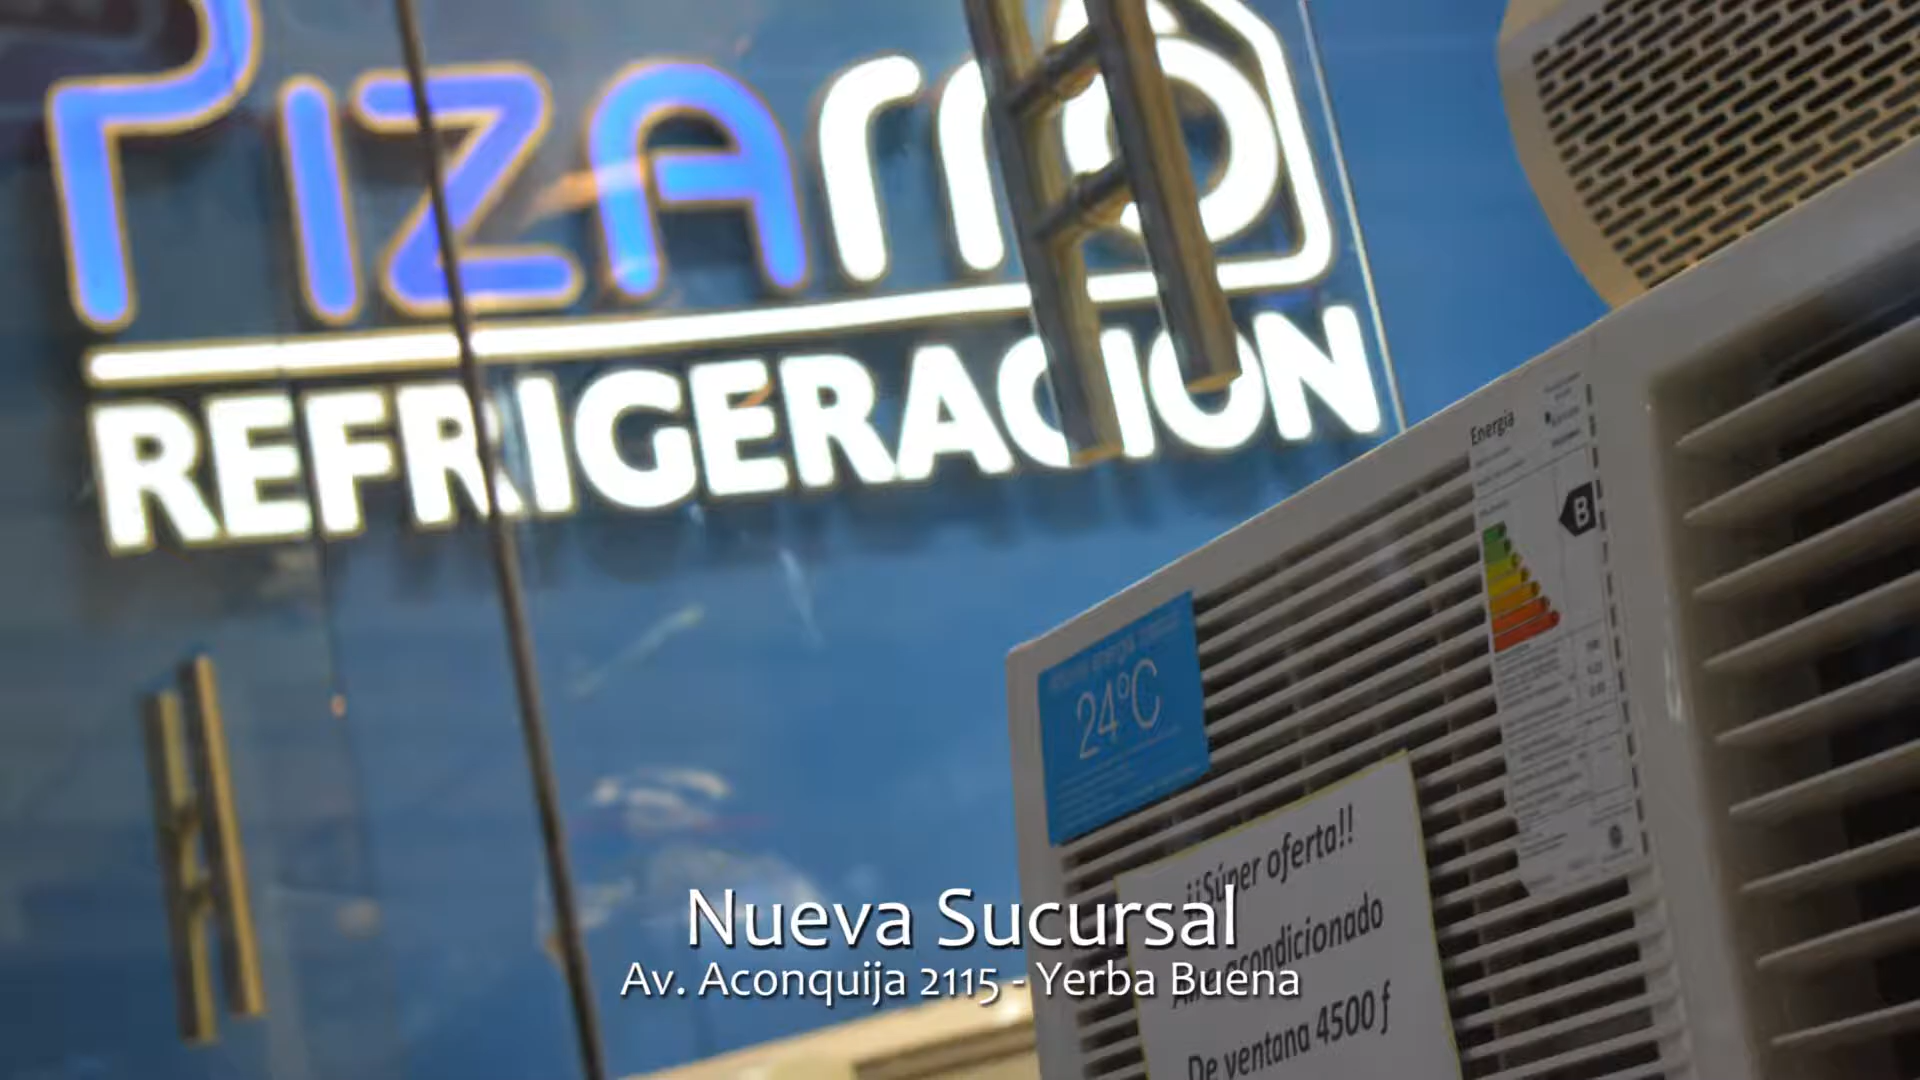 PIZArro
REFRIGERACION
Energía
B
24°C
¡¡Súper oferta!!
Aire acondicionado
De ventana 4500 f
Nueva Sucursal
Av. Aconquija 2115 - Yerba Buena